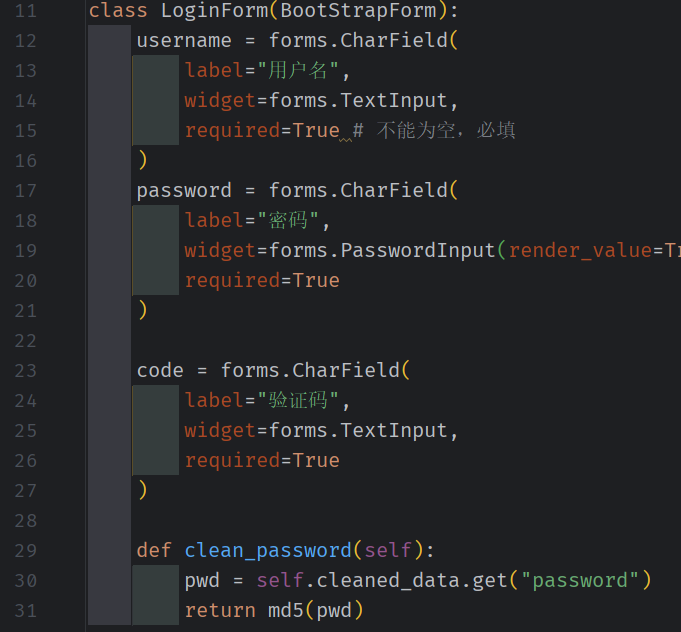 11 class LoginForm(BootStrapForm):
12 username = forms.CharField(
13 label="用户名",
14 widget=forms.TextInput,
15 required=True # 不能为空，必填
16 )
17 password = forms.CharField(
18 label="密码",
19 widget=forms.PasswordInput(render_value=Tr
20 required=True
21 )
22
23 code = forms.CharField(
24 label="验证码",
25 widget=forms.TextInput,
26 required=True
27 )
28
29 def clean_password(self):
30 pwd = self.cleaned_data.get("password")
31 return md5(pwd)